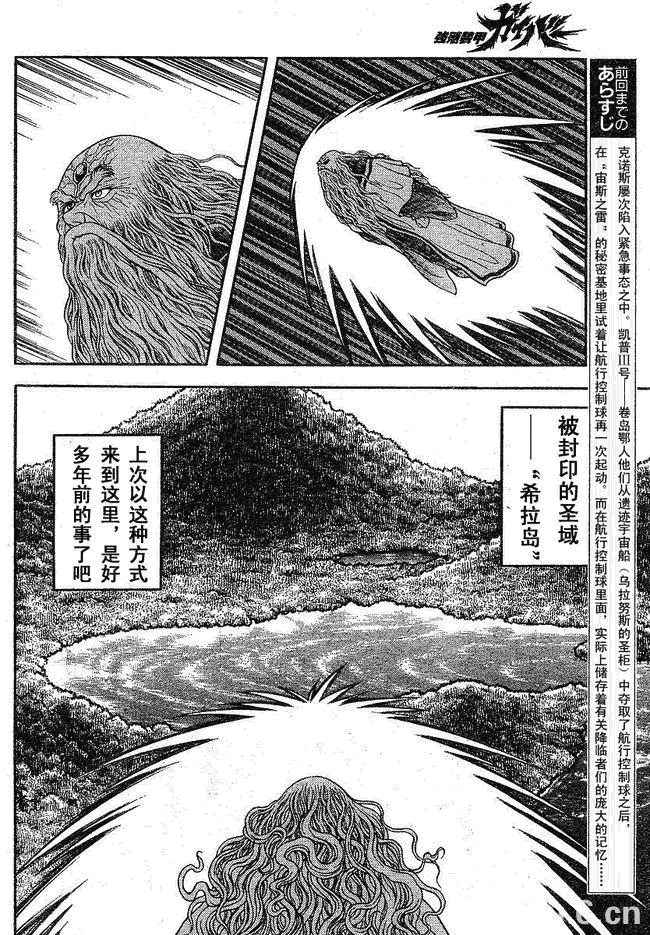 強殖装甲
ガイバー
前回までの
あらすじ
克诺斯屡次陷入紧急事态之中。凯普III号——卷岛鄂人他们从遗迹宇宙船（乌拉努斯的圣柜）中夺取了航行控制球之后，
在“宙斯之雷”的秘密基地里试着让航行控制球再一次起动。而在航行控制球里面，实际上储存着有关降临者们的庞大的记忆……
被封印的圣域
——“希拉岛”
上次以这种方式
来到这里，是好
多年前的事了吧
6.cn